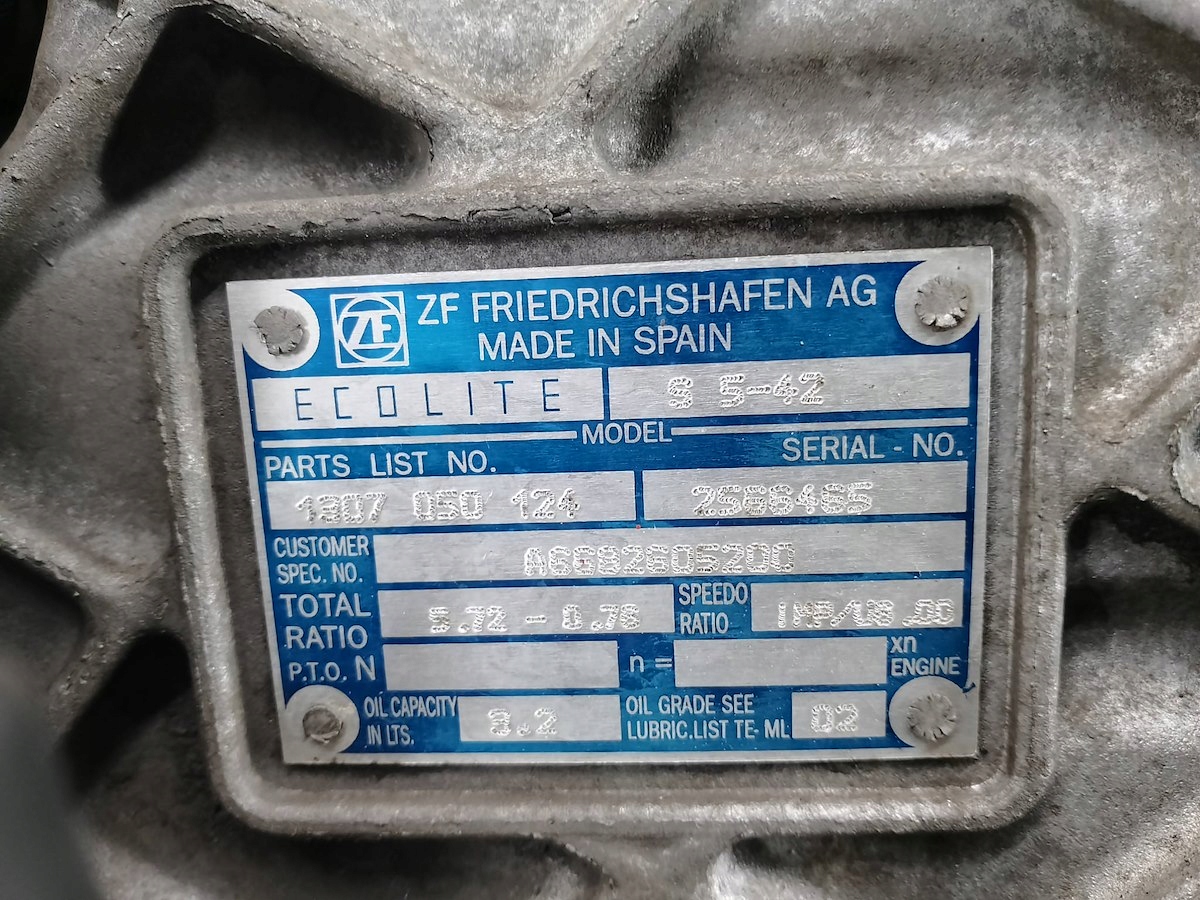 ZF ZF FRIEDRICHSHAFEN AG
MADE IN SPAIN
ECOLITE S 5-42
MODEL
PARTS LIST NO. SERIAL - NO.
1307 050 124
CUSTOMER SPEC. NO. A6682605200
TOTAL RATIO 5.72 - 0.76 SPEEDO RATIO
P.T.O. N n = xn ENGINE
OIL CAPACITY IN LTS. 3.2 OIL GRADE SEE LUBRIC.LIST TE-ML 02